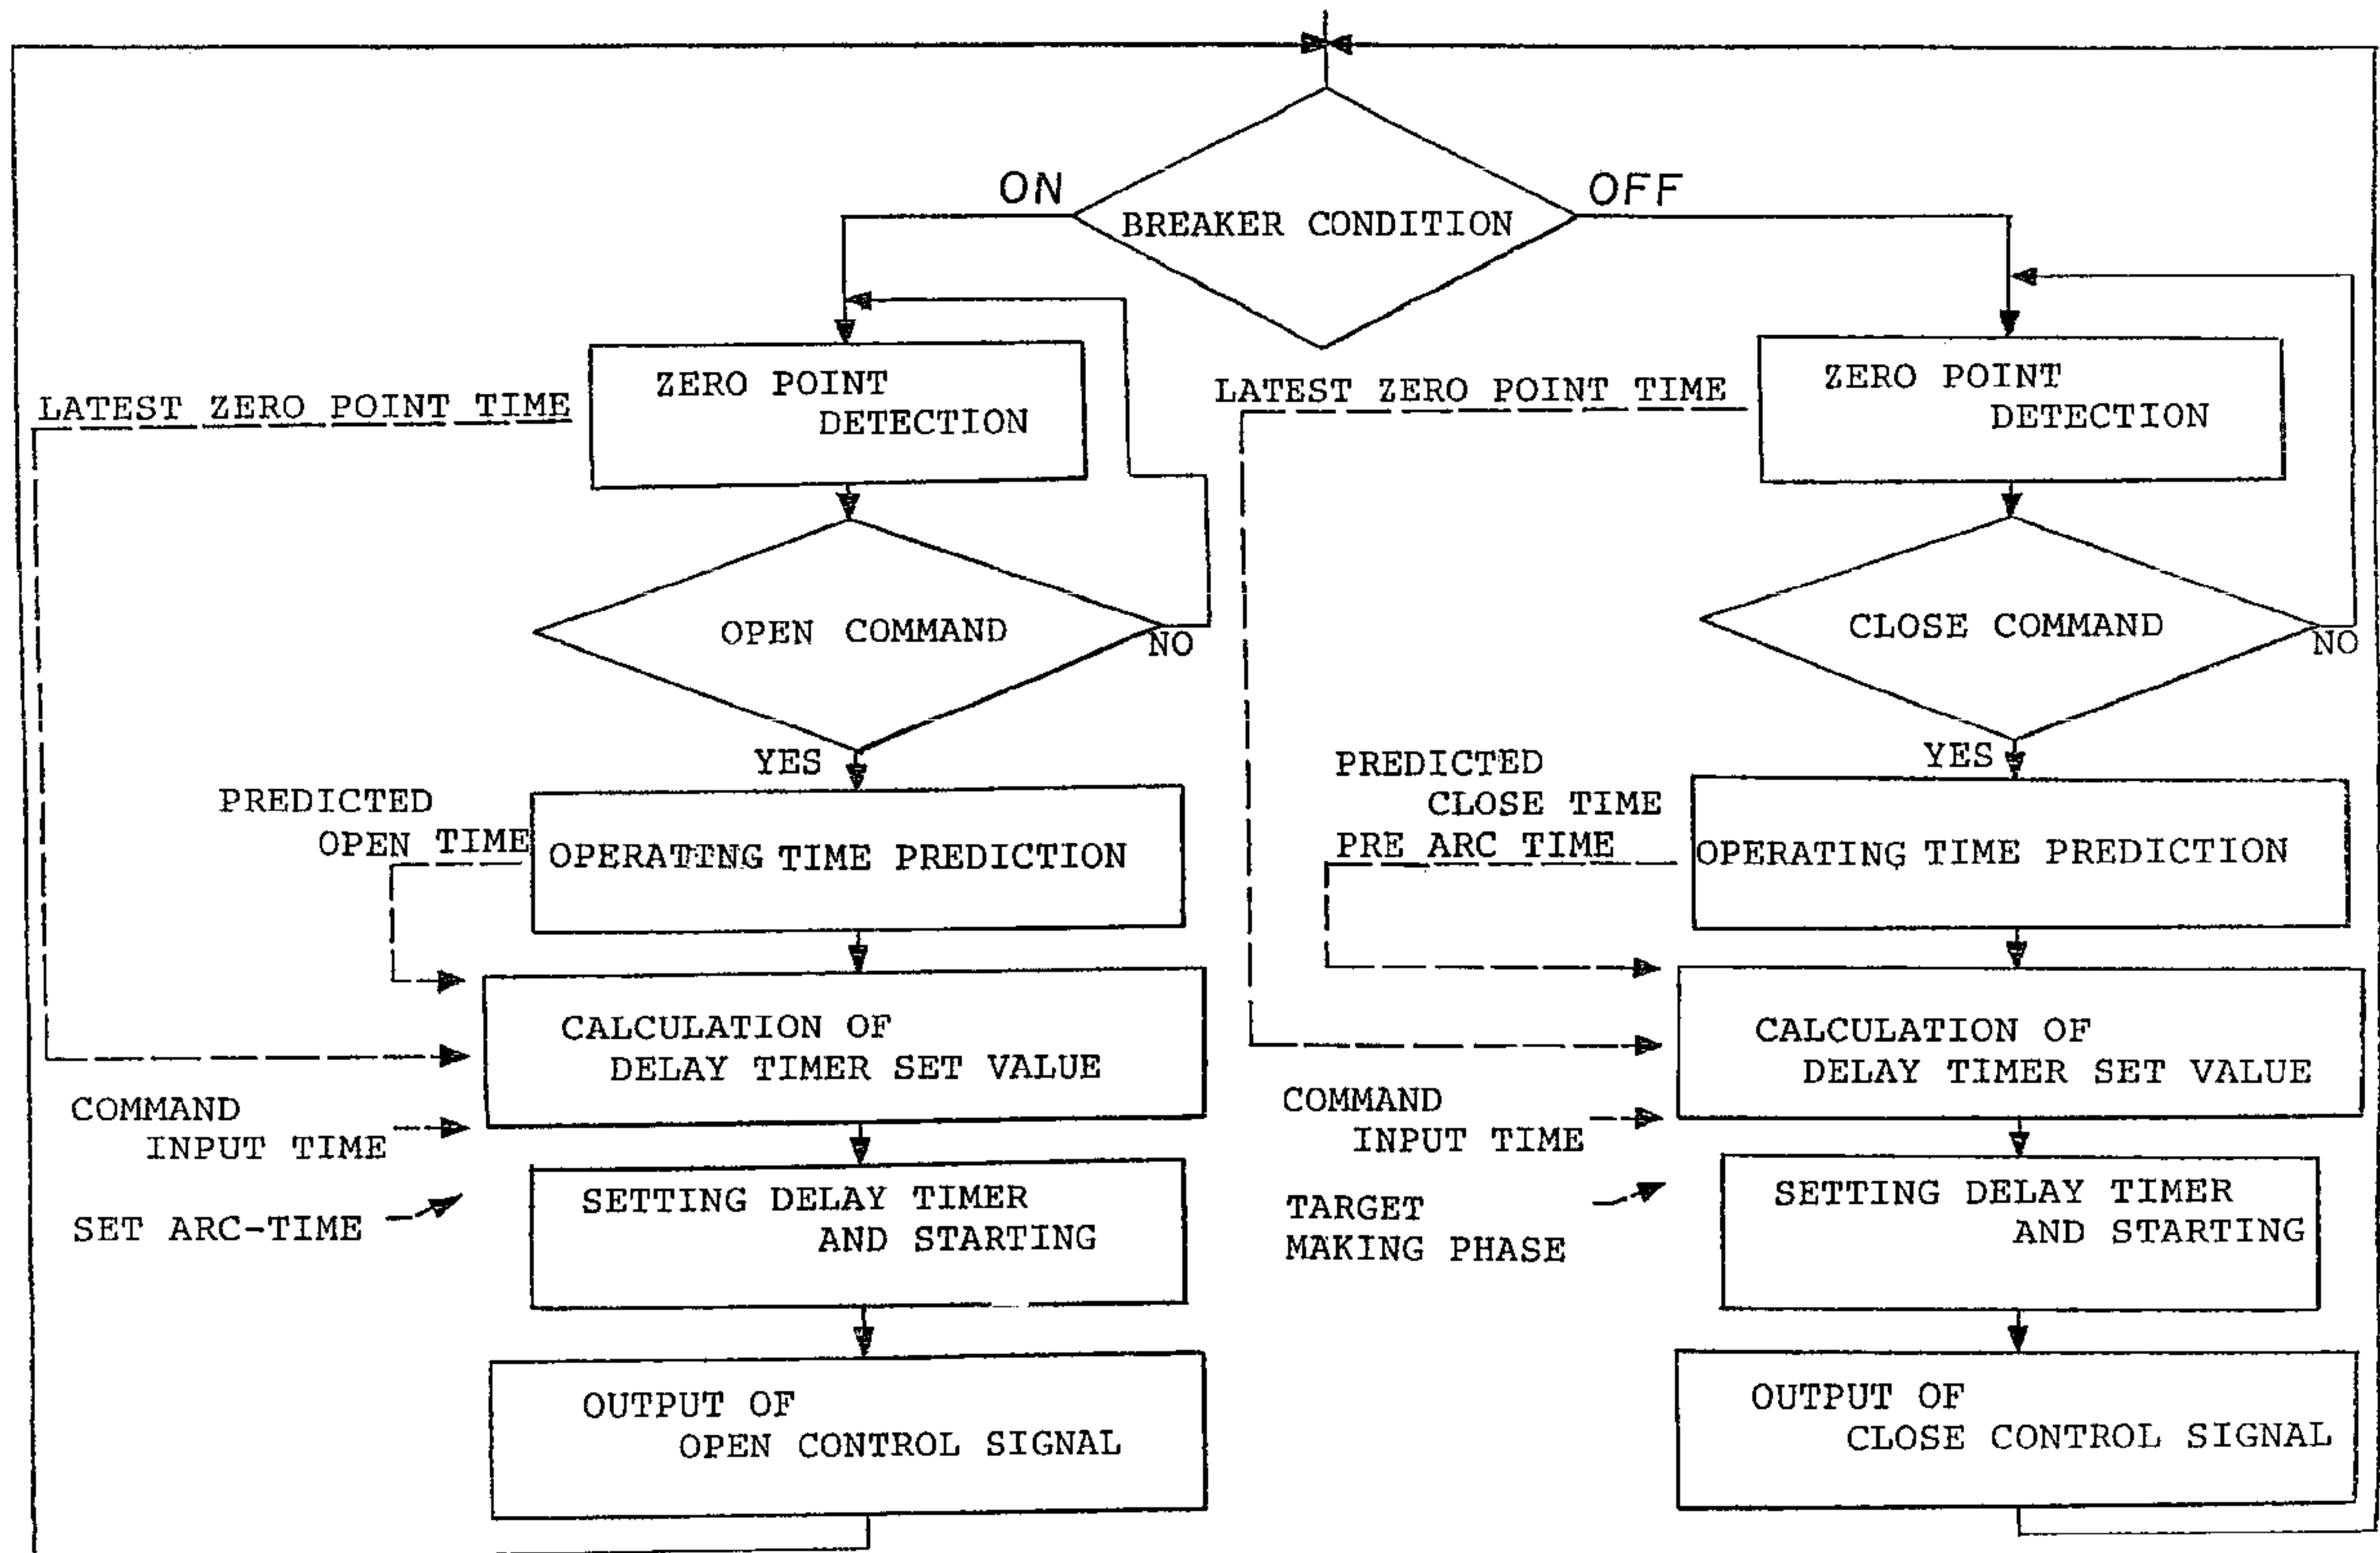 ON
OFF
BREAKER CONDITION
ZERO POINT
DETECTION
LATEST ZERO POINT TIME
OPEN COMMAND
NO
YES
PREDICTED
OPEN TIME
OPERATING TIME PREDICTION
CALCULATION OF
DELAY TIMER SET VALUE
COMMAND
INPUT TIME
SET ARC-TIME
SETTING DELAY TIMER
AND STARTING
OUTPUT OF
OPEN CONTROL SIGNAL
ZERO POINT
DETECTION
LATEST ZERO POINT TIME
CLOSE COMMAND
NO
YES
PREDICTED
CLOSE TIME
PRE ARC TIME
OPERATING TIME PREDICTION
CALCULATION OF
DELAY TIMER SET VALUE
COMMAND
INPUT TIME
TARGET
MAKING PHASE
SETTING DELAY TIMER
AND STARTING
OUTPUT OF
CLOSE CONTROL SIGNAL